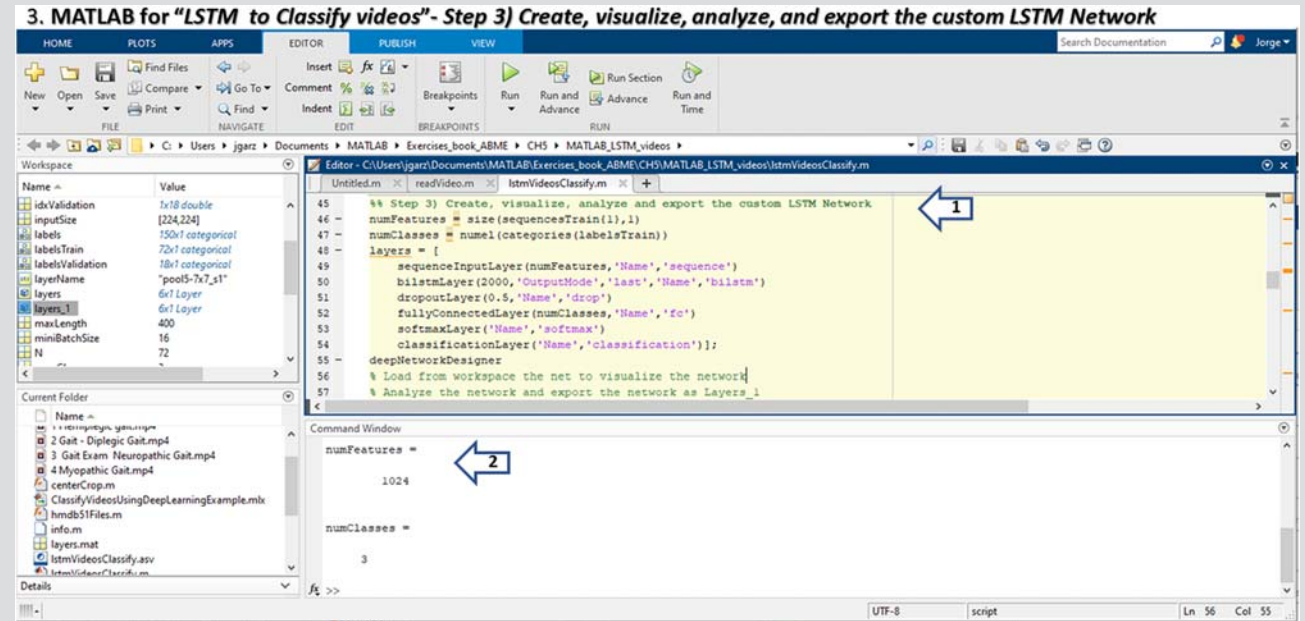 3. MATLAB for "LSTM to Classify videos"- Step 3) Create, visualize, analyze, and export the custom LSTM Network
HOME PLOTS APPS EDITOR PUBLISH VIEW Search Documentation Jorge
Find Files Insert fx
New Open Save Compare Go To Comment % Breakpoints Run Run and Advance Run Section Advance Run and Time
Print Find Indent
FILE NAVIGATE EDIT BREAKPOINTS RUN
C: Users jgarz Documents MATLAB Exercises_book_ABME CH5 MATLAB_LSTM_videos
Workspace
Name Value
idxValidation 1x18 double
inputSize [224,224]
labels 150x1 categorical
labelsTrain 72x1 categorical
labelsValidation 18x1 categorical
layerName "pool5-7x7_s1"
layers 6x1 Layer
layers_1 6x1 Layer
maxLength 400
miniBatchSize 16
N 72
Current Folder
Name
2 Gait - Diplegic Gait.mp4
3 Gait Exam Neuropathic Gait.mp4
4 Myopathic Gait.mp4
centerCrop.m
ClassifyVideosUsingDeepLearningExample.mlx
hmdb51Files.m
info.m
layers.mat
lstmVideosClassify.asv
lstmVideosClassify.m
Details
Editor - C:\Users\jgarz\Documents\MATLAB\Exercises_book_ABME\CH5\MATLAB_LSTM_videos\lstmVideosClassify.m
Untitled.m readVideo.m lstmVideosClassify.m +
45 %% Step 3) Create, visualize, analyze and export the custom LSTM Network
46 - numFeatures = size(sequencesTrain{1},1)
47 - numClasses = numel(categories(labelsTrain))
48 - layers = [
49 sequenceInputLayer(numFeatures,'Name','sequence')
50 bilstmLayer(2000,'OutputMode','last','Name','bilstm')
51 dropoutLayer(0.5,'Name','drop')
52 fullyConnectedLayer(numClasses,'Name','fc')
53 softmaxLayer('Name','softmax')
54 classificationLayer('Name','classification')];
55 - deepNetworkDesigner
56 % Load from workspace the net to visualize the network
57 % Analyze the network and export the network as Layers_1
1
Command Window
numFeatures =
2
1024
numClasses =
3
fx >>
UTF-8 script Ln 56 Col 55